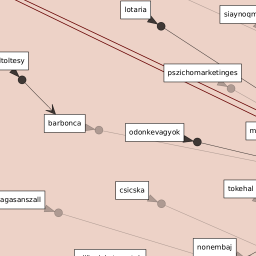 lotaria
siaynoqm
ltoltesy
pszichomarketinges
barbonca
odonkevagyok
m
csicska
tokehal
agasanszall
nonembaj